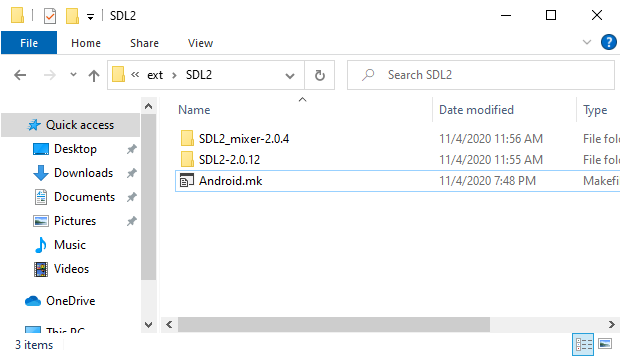 SDL2
File Home Share View
ext SDL2 Search SDL2
Name Date modified Type
Quick access
SDL2_mixer-2.0.4 11/4/2020 11:56 AM File fol
Desktop
SDL2-2.0.12 11/4/2020 11:55 AM File fol
Downloads
Android.mk 11/4/2020 7:48 PM Makefi
Documents
Pictures
Music
Videos
OneDrive
This PC
3 items